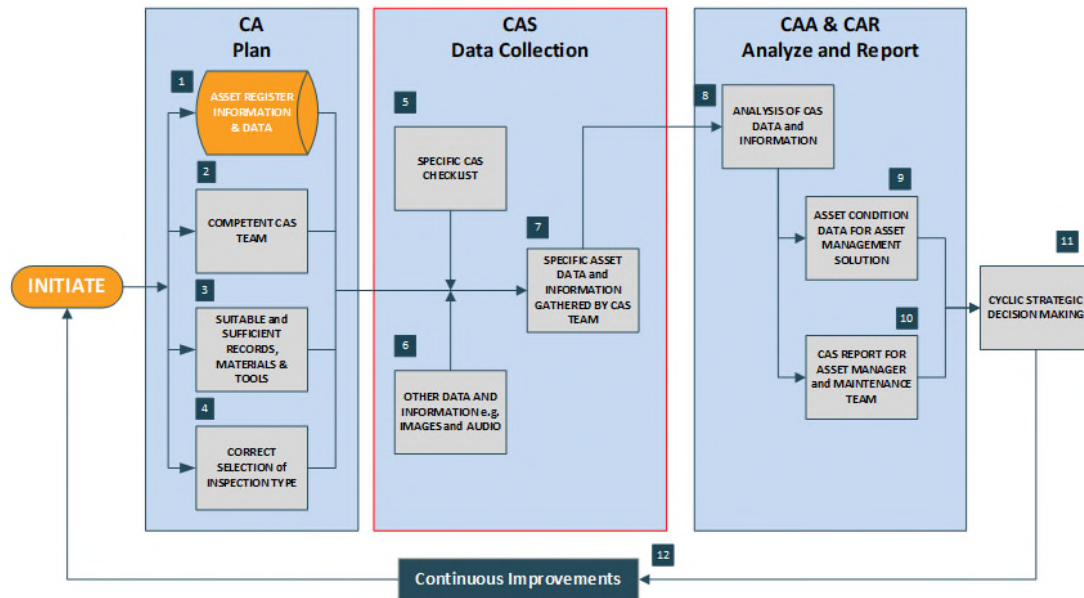 CA
Plan
1
ASSET REGISTER
INFORMATION
& DATA
2
COMPETENT CAS
TEAM
3
SUITABLE and
SUFFICIENT
RECORDS,
MATERIALS &
TOOLS
4
CORRECT
SELECTION of
INSPECTION TYPE
INITIATE
CAS
Data Collection
5
SPECIFIC CAS
CHECKLIST
6
OTHER DATA AND
INFORMATION e.g.
IMAGES and AUDIO
7
SPECIFIC ASSET
DATA and
INFORMATION
GATHERED BY CAS
TEAM
CAA & CAR
Analyze and Report
8
ANALYSIS OF CAS
DATA and
INFORMATION
9
ASSET CONDITION
DATA FOR ASSET
MANAGEMENT
SOLUTION
10
CAS REPORT FOR
ASSET MANAGER
and MAINTENANCE
TEAM
11
CYCLIC STRATEGIC
DECISION MAKING
12
Continuous Improvements